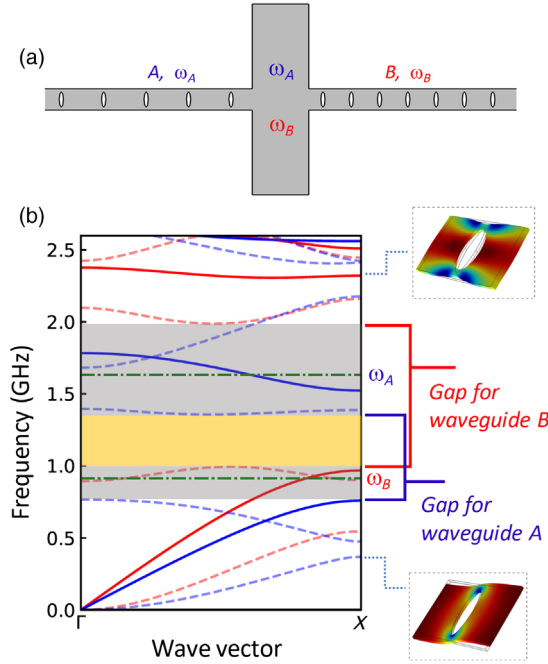 (a)
A, ωA
ωA
B, ωB
ωB
(b)
2.5
2.0
1.5
1.0
0.5
0.0
Frequency (GHz)
Γ
X
Wave vector
ωA
ωB
Gap for
waveguide B
Gap for
waveguide A